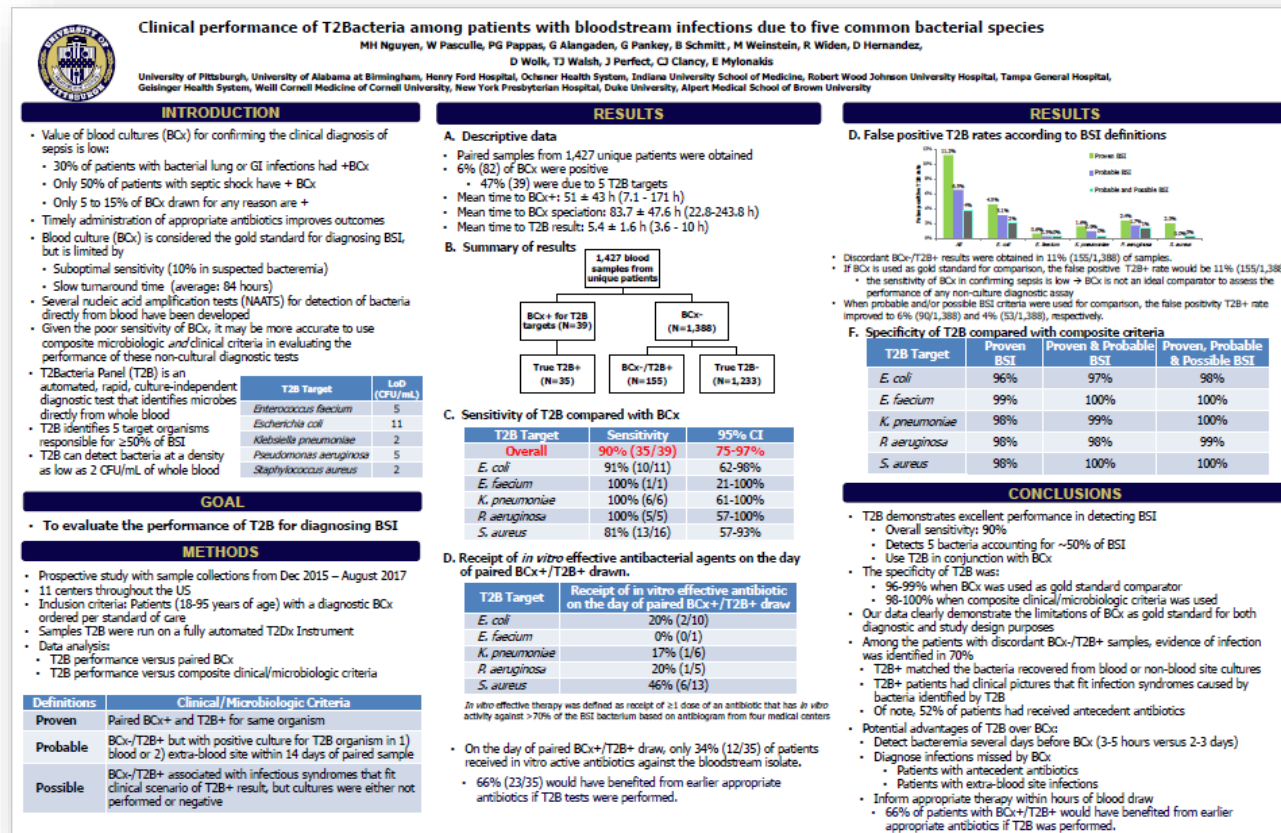 Clinical performance of T2Bacteria among patients with bloodstream infections due to five common bacterial species
MH Nguyen, W Pasculle, PG Pappas, G Alangaden, G Pankey, B Schmitt , M Weinstein, R Widen, D Hernandez,
D Wolk, TJ Walsh, J Perfect, CJ Clancy, E Mylonakis
University of Pittsburgh, University of Alabama at Birmingham, Henry Ford Hospital, Ochsner Health System, Indiana University School of Medicine, Robert Wood Johnson University Hospital, Tampa General Hospital,
Geisinger Health System, Weill Cornell Medicine of Cornell University, New York Presbyterian Hospital, Duke University, Alpert Medical School of Brown University
UNIVERSITY OF
PITTSBURGH
INTRODUCTION
• Value of blood cultures (BCx) for confirming the clinical diagnosis of
sepsis is low:
• 30% of patients with bacterial lung or GI infections had +BCx
• Only 50% of patients with septic shock have + BCx
• Only 5 to 15% of BCx drawn for any reason are +
• Timely administration of appropriate antibiotics improves outcomes
• Blood culture (BCx) is considered the gold standard for diagnosing BSI,
but is limited by
• Suboptimal sensitivity (10% in suspected bacteremia)
• Slow turnaround time (average: 84 hours)
• Several nucleic acid amplification tests (NAATS) for detection of bacteria
directly from blood have been developed
• Given the poor sensitivity of BCx, it may be more accurate to use
composite microbiologic and clinical criteria in evaluating the
performance of these non-cultural diagnostic tests
• T2Bacteria Panel (T2B) is an
automated, rapid, culture-independent
diagnostic test that identifies microbes
directly from whole blood
• T2B identifies 5 target organisms
responsible for ≥50% of BSI
• T2B can detect bacteria at a density
as low as 2 CFU/mL of whole blood
T2B Target LoD (CFU/mL)
Enterococcus faecium 5
Escherichia coli 11
Klebsiella pneumoniae 2
Pseudomonas aeruginosa 5
Staphylococcus aureus 2
GOAL
• To evaluate the performance of T2B for diagnosing BSI
METHODS
• Prospective study with sample collections from Dec 2015 – August 2017
• 11 centers throughout the US
• Inclusion criteria: Patients (18-95 years of age) with a diagnostic BCx
ordered per standard of care
• Samples T2B were run on a fully automated T2Dx Instrument
• Data analysis:
• T2B performance versus paired BCx
• T2B performance versus composite clinical/microbiologic criteria
Definitions Clinical/Microbiologic Criteria
Proven Paired BCx+ and T2B+ for same organism
Probable BCx-/T2B+ but with positive culture for T2B organism in 1)
blood or 2) extra-blood site within 14 days of paired sample
Possible BCx-/T2B+ associated with infectious syndromes that fit
clinical scenario of T2B+ result, but cultures were either not
performed or negative
RESULTS
A. Descriptive data
• Paired samples from 1,427 unique patients were obtained
• 6% (82) of BCx were positive
• 47% (39) were due to 5 T2B targets
• Mean time to BCx+: 51 ± 43 h (7.1 - 171 h)
• Mean time to BCx speciation: 83.7 ± 47.6 h (22.8-243.8 h)
• Mean time to T2B result: 5.4 ± 1.6 h (3.6 - 10 h)
B. Summary of results
1,427 blood
samples from
unique patients
BCx+ for T2B
targets (N=39)
BCx-
(N=1,388)
True T2B+
(N=35)
BCx-/T2B+
(N=155)
True T2B-
(N=1,233)
C. Sensitivity of T2B compared with BCx
T2B Target Sensitivity 95% CI
Overall 90% (35/39) 75-97%
E. coli 91% (10/11) 62-98%
E. faecium 100% (1/1) 21-100%
K. pneumoniae 100% (6/6) 61-100%
P. aeruginosa 100% (5/5) 57-100%
S. aureus 81% (13/16) 57-93%
D. Receipt of in vitro effective antibacterial agents on the day
of paired BCx+/T2B+ drawn.
T2B Target Receipt of in vitro effective antibiotic
on the day of paired BCx+/T2B+ draw
E. coli 20% (2/10)
E. faecium 0% (0/1)
K. pneumoniae 17% (1/6)
P. aeruginosa 20% (1/5)
S. aureus 46% (6/13)
In vitro effective therapy was defined as receipt of ≥1 dose of an antibiotic that has in vitro
activity against >70% of the BSI bacterium based on antibiogram from four medical centers
• On the day of paired BCx+/T2B+ draw, only 34% (12/35) of patients
received in vitro active antibiotics against the bloodstream isolate.
• 66% (23/35) would have benefited from earlier appropriate
antibiotics if T2B tests were performed.
RESULTS
D. False positive T2B rates according to BSI definitions
False positive T2B rate
Proven BSI
Probable BSI
Probable and Possible BSI
All E. coli E. faecium K. pneumoniae P. aeruginosa S. aureus
• Discordant BCx-/T2B+ results were obtained in 11% (155/1,388) of samples.
• If BCx is used as gold standard for comparison, the false positive T2B+ rate would be 11% (155/1,388
• the sensitivity of BCx in confirming sepsis is low → BCx is not an ideal comparator to assess the
performance of any non-culture diagnostic assay
• When probable and/or possible BSI criteria were used for comparison, the false positivity T2B+ rate
improved to 6% (90/1,388) and 4% (53/1,388), respectively.
F. Specificity of T2B compared with composite criteria
T2B Target Proven BSI Proven & Probable BSI Proven, Probable & Possible BSI
E. coli 96% 97% 98%
E. faecium 99% 100% 100%
K. pneumoniae 98% 99% 100%
P. aeruginosa 98% 98% 99%
S. aureus 98% 100% 100%
CONCLUSIONS
• T2B demonstrates excellent performance in detecting BSI
• Overall sensitivity: 90%
• Detects 5 bacteria accounting for ~50% of BSI
• Use T2B in conjunction with BCx
• The specificity of T2B was:
• 96-99% when BCx was used as gold standard comparator
• 98-100% when composite clinical/microbiologic criteria was used
• Our data clearly demonstrate the limitations of BCx as gold standard for both
diagnostic and study design purposes
• Among the patients with discordant BCx-/T2B+ samples, evidence of infection
was identified in 70%
• T2B+ matched the bacteria recovered from blood or non-blood site cultures
• T2B+ patients had clinical pictures that fit infection syndromes caused by
bacteria identified by T2B
• Of note, 52% of patients had received antecedent antibiotics
• Potential advantages of T2B over BCx:
• Detect bacteremia several days before BCx (3-5 hours versus 2-3 days)
• Diagnose infections missed by BCx
• Patients with antecedent antibiotics
• Patients with extra-blood site infections
• Inform appropriate therapy within hours of blood draw
• 66% of patients with BCx+/T2B+ would have benefited from earlier
appropriate antibiotics if T2B was performed.